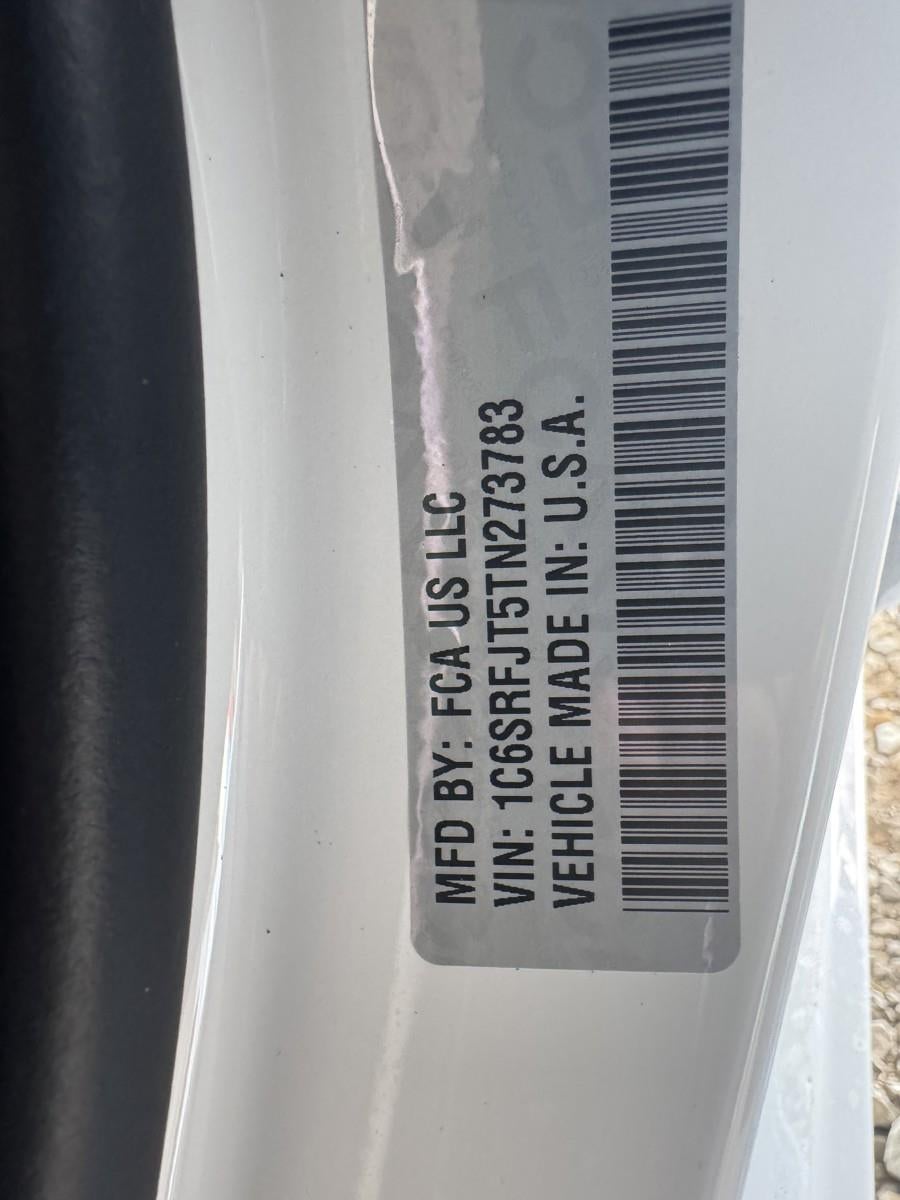 MFD BY: FCA US LLC
VIN: 1C6SRFJT5TN273783
VEHICLE MADE IN: U.S.A.